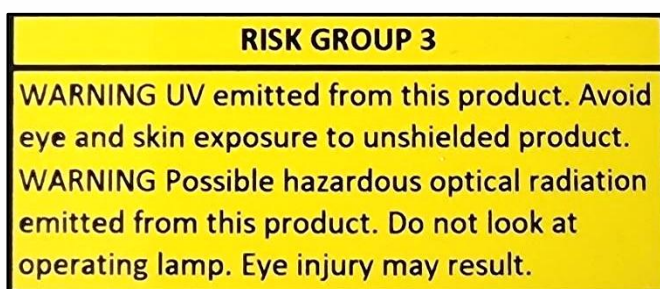 RISK GROUP 3
WARNING UV emitted from this product. Avoid
eye and skin exposure to unshielded product.
WARNING Possible hazardous optical radiation
emitted from this product. Do not look at
operating lamp. Eye injury may result.